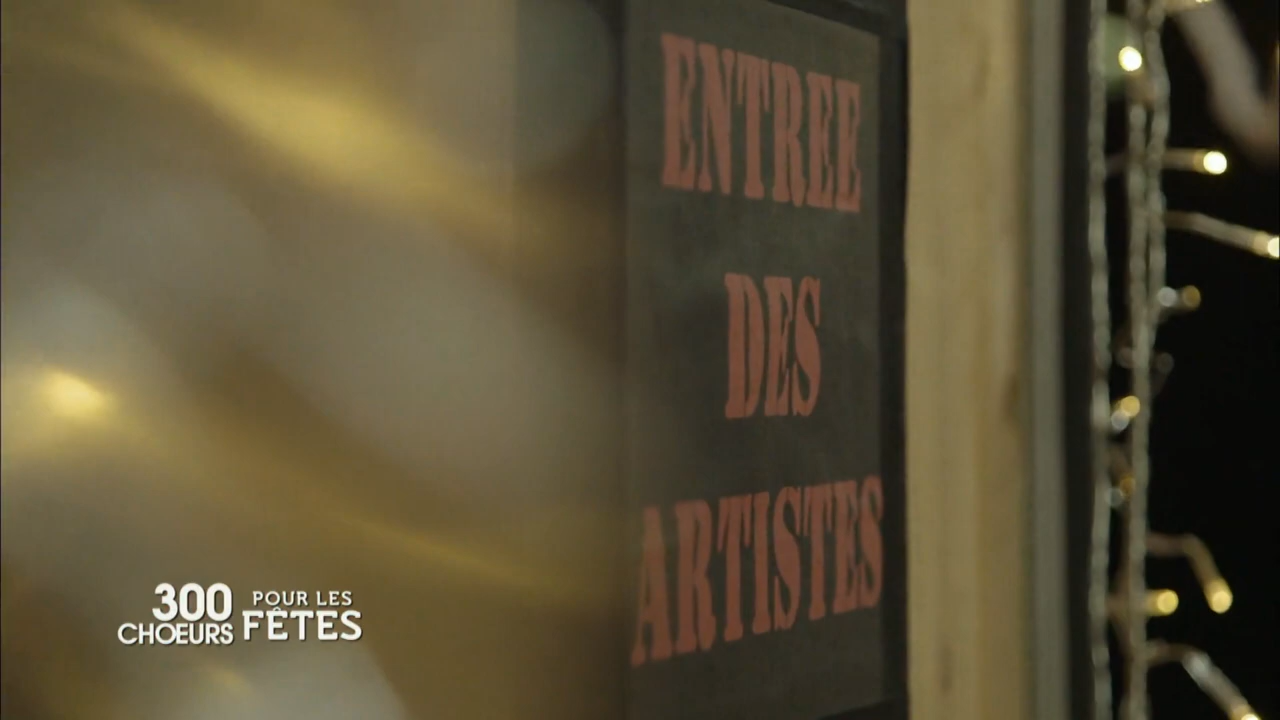 ENTREE
DES
ARTISTES
300 POUR LES
CHOEURS FÊTES